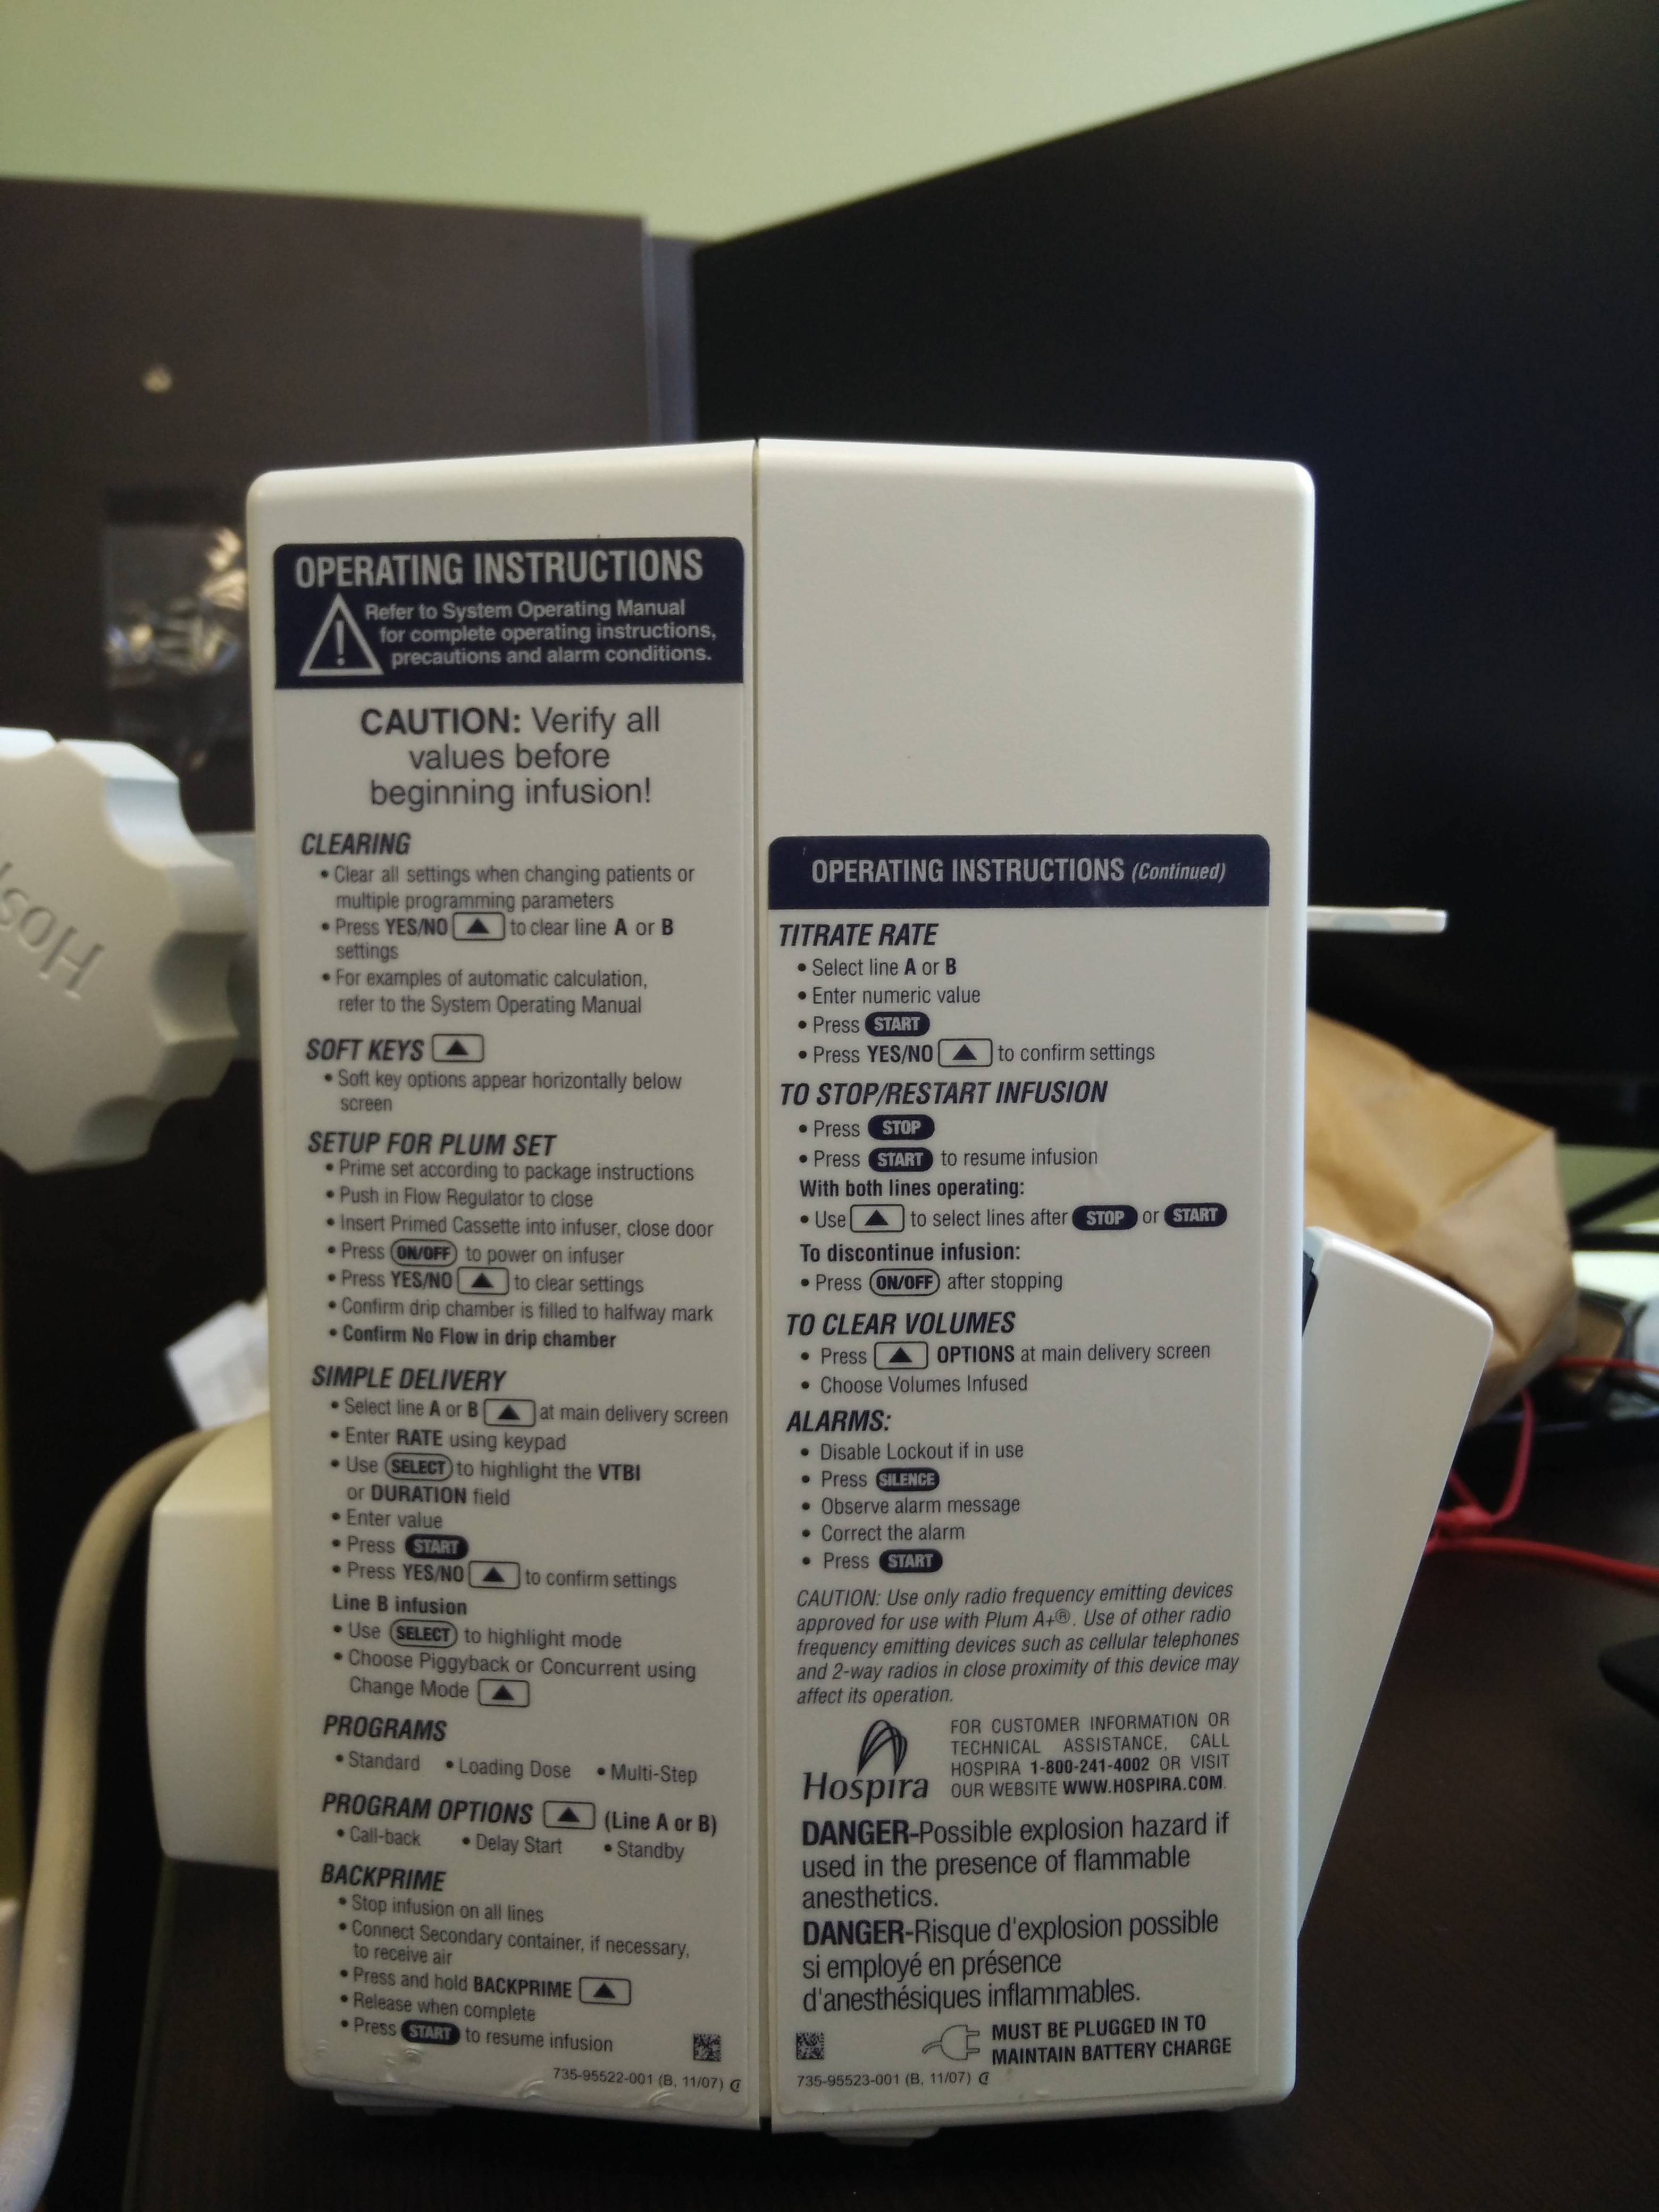 OPERATING INSTRUCTIONS
Refer to System Operating Manual
for complete operating instructions,
precautions and alarm conditions.
CAUTION: Verify all
values before
beginning infusion!
CLEARING
• Clear all settings when changing patients or
multiple programming parameters
• Press YES/NO ▲ to clear line A or B
settings
• For examples of automatic calculation,
refer to the System Operating Manual
SOFT KEYS ▲
• Soft key options appear horizontally below
screen
SETUP FOR PLUM SET
• Prime set according to package instructions
• Push in Flow Regulator to close
• Insert Primed Cassette into infuser, close door
• Press ON/OFF to power on infuser
• Press YES/NO ▲ to clear settings
• Confirm drip chamber is filled to halfway mark
• Confirm No Flow in drip chamber
SIMPLE DELIVERY
• Select line A or B ▲ at main delivery screen
• Enter RATE using keypad
• Use SELECT to highlight the VTBI
or DURATION field
• Enter value
• Press START
• Press YES/NO ▲ to confirm settings
Line B infusion
• Use SELECT to highlight mode
• Choose Piggyback or Concurrent using
Change Mode ▲
PROGRAMS
• Standard • Loading Dose • Multi-Step
PROGRAM OPTIONS ▲ (Line A or B)
• Call-back • Delay Start • Standby
BACKPRIME
• Stop infusion on all lines
• Connect Secondary container, if necessary,
to receive air
• Press and hold BACKPRIME ▲
• Release when complete
• Press START to resume infusion
735-95522-001 (B, 11/07)
OPERATING INSTRUCTIONS (Continued)
TITRATE RATE
• Select line A or B
• Enter numeric value
• Press START
• Press YES/NO ▲ to confirm settings
TO STOP/RESTART INFUSION
• Press STOP
• Press START to resume infusion
With both lines operating:
• Use ▲ to select lines after STOP or START
To discontinue infusion:
• Press ON/OFF after stopping
TO CLEAR VOLUMES
• Press ▲ OPTIONS at main delivery screen
• Choose Volumes Infused
ALARMS:
• Disable Lockout if in use
• Press SILENCE
• Observe alarm message
• Correct the alarm
• Press START
CAUTION: Use only radio frequency emitting devices
approved for use with Plum A+®. Use of other radio
frequency emitting devices such as cellular telephones
and 2-way radios in close proximity of this device may
affect its operation.
Hospira
FOR CUSTOMER INFORMATION OR
TECHNICAL ASSISTANCE, CALL
HOSPIRA 1-800-241-4002 OR VISIT
OUR WEBSITE WWW.HOSPIRA.COM.
DANGER-Possible explosion hazard if
used in the presence of flammable
anesthetics.
DANGER-Risque d'explosion possible
si employé en présence
d'anesthésiques inflammables.
MUST BE PLUGGED IN TO
MAINTAIN BATTERY CHARGE
735-95523-001 (B, 11/07)